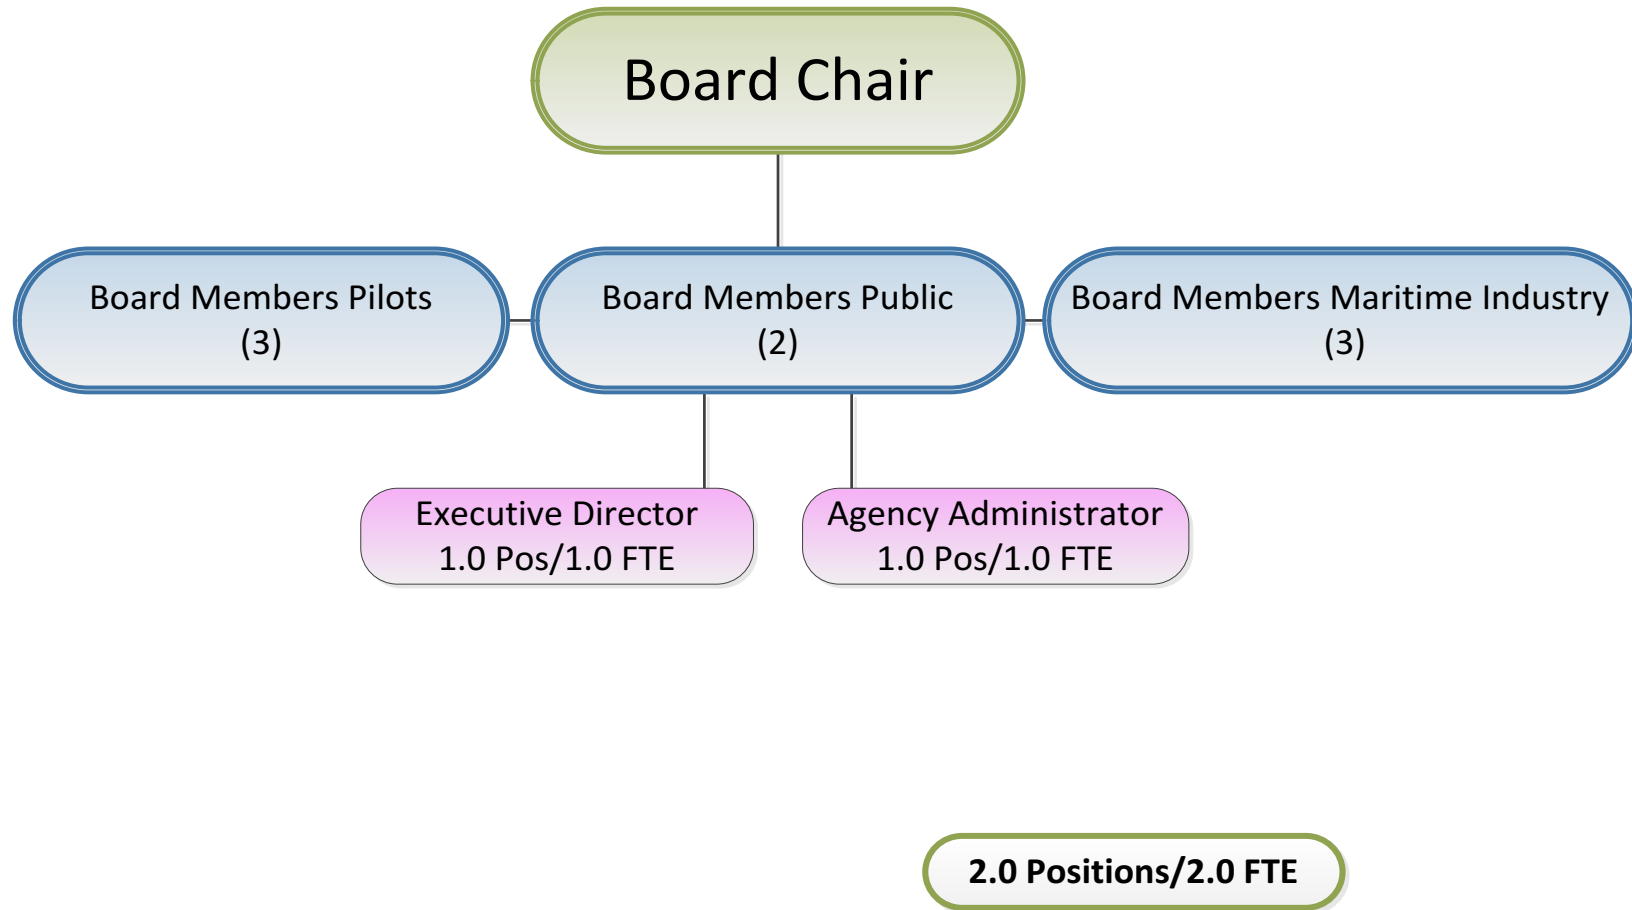 Board Chair
Board Members Pilots
(3)
Board Members Public
(2)
Board Members Maritime Industry
(3)
Executive Director
1.0 Pos/1.0 FTE
Agency Administrator
1.0 Pos/1.0 FTE
2.0 Positions/2.0 FTE